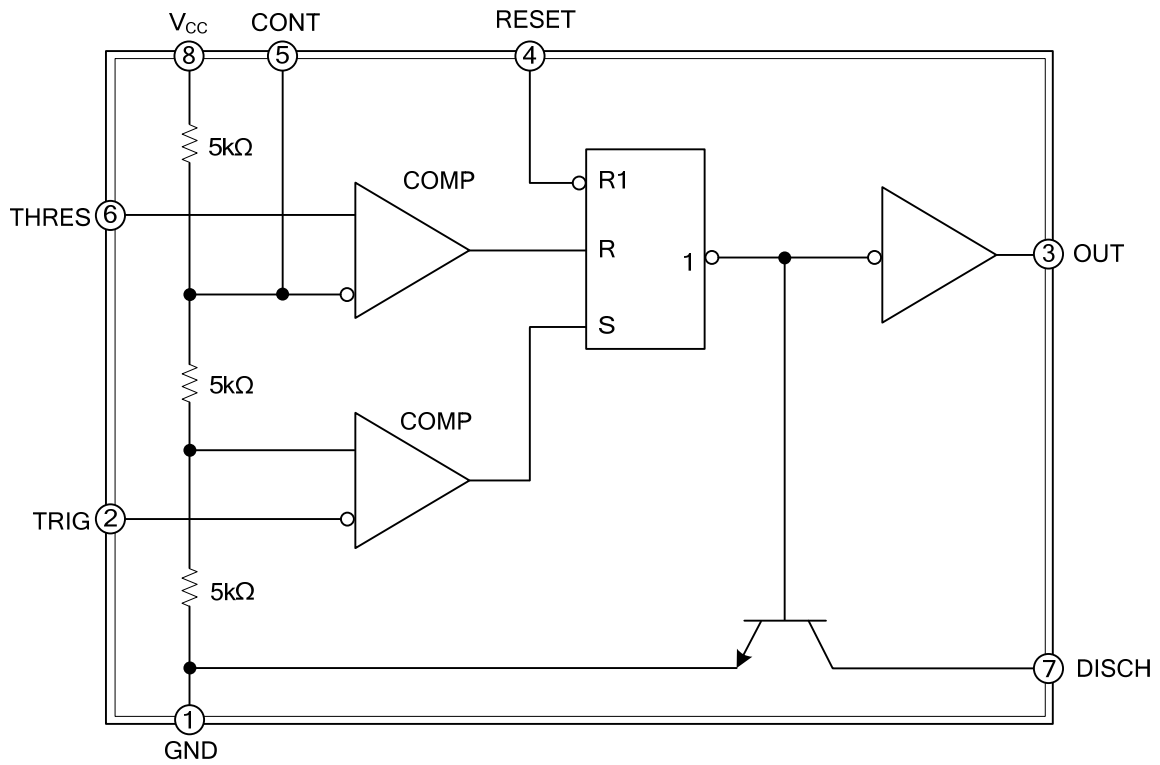 VCC CONT RESET
8 5 4
5kΩ
COMP
R1
THRES 6
R
1
3 OUT
S
5kΩ
COMP
TRIG 2
5kΩ
7 DISCH
1
GND